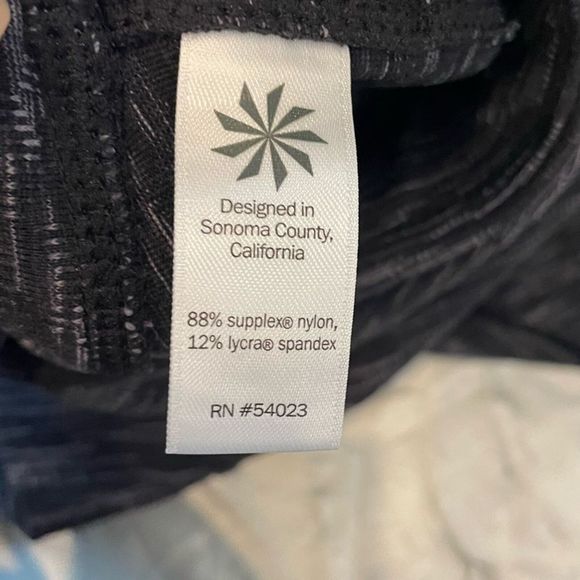 Designed in
Sonoma County,
California
88% supplex® nylon,
12% lycra® spandex
RN #54023